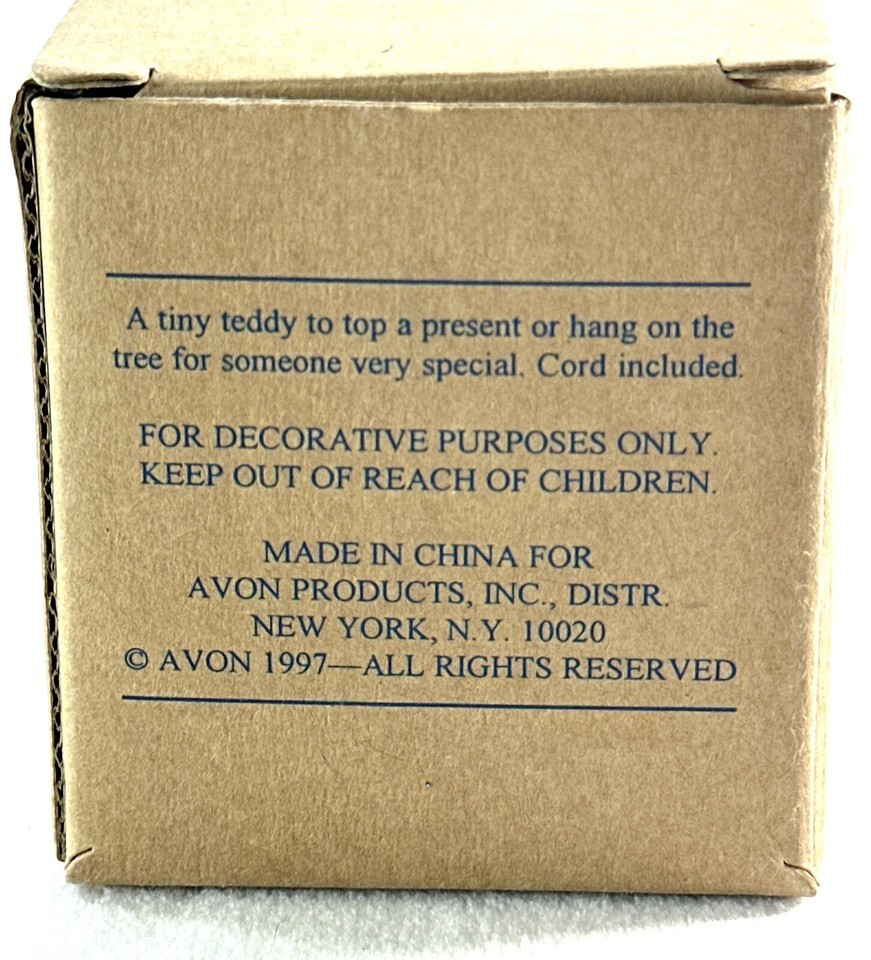 A tiny teddy to top a present or hang on the
tree for someone very special. Cord included.
FOR DECORATIVE PURPOSES ONLY.
KEEP OUT OF REACH OF CHILDREN.
MADE IN CHINA FOR
AVON PRODUCTS, INC., DISTR.
NEW YORK, N.Y. 10020
© AVON 1997—ALL RIGHTS RESERVED